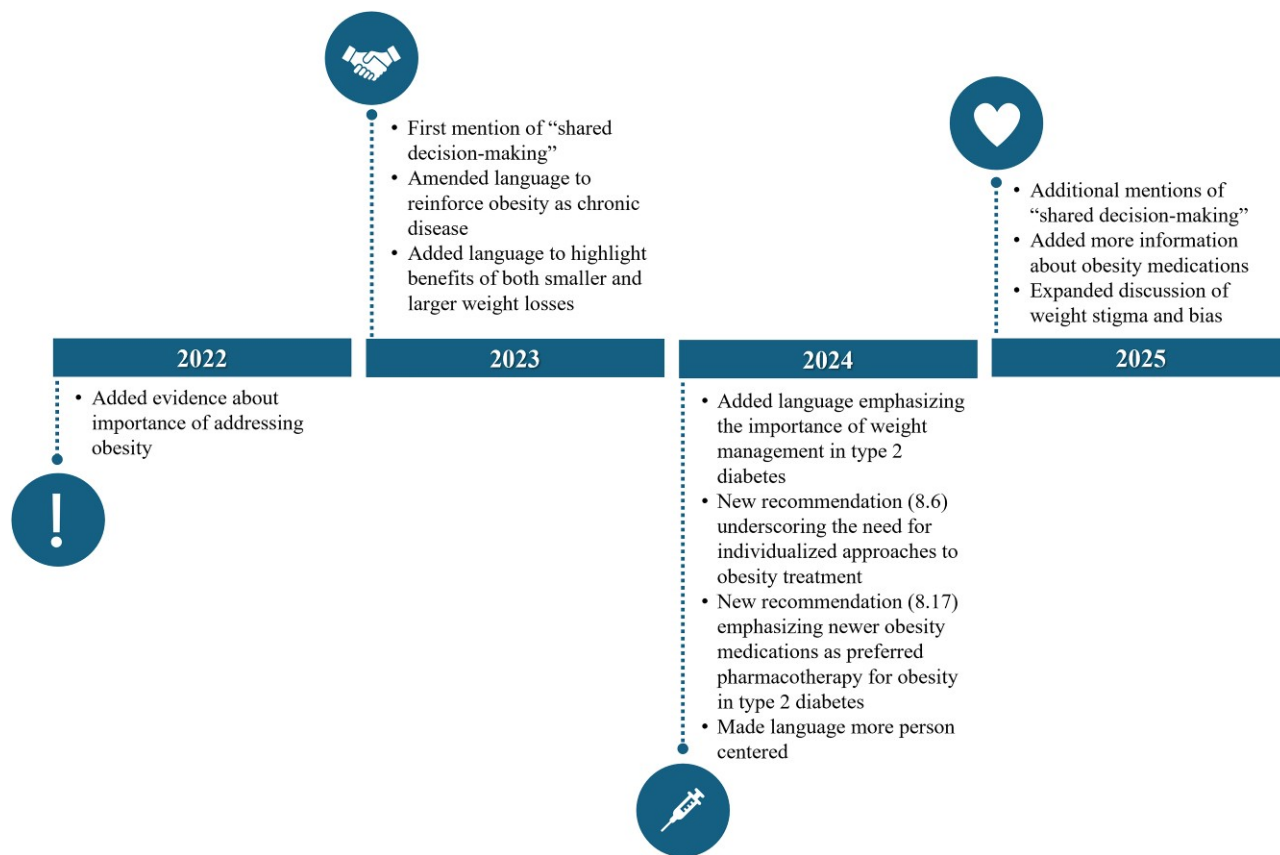 • First mention of “shared
decision-making”
• Amended language to
reinforce obesity as chronic
disease
• Added language to highlight
benefits of both smaller and
larger weight losses
• Additional mentions of
“shared decision-making”
• Added more information
about obesity medications
• Expanded discussion of
weight stigma and bias
2022
2023
2024
2025
• Added evidence about
importance of addressing
obesity
• Added language emphasizing
the importance of weight
management in type 2
diabetes
• New recommendation (8.6)
underscoring the need for
individualized approaches to
obesity treatment
• New recommendation (8.17)
emphasizing newer obesity
medications as preferred
pharmacotherapy for obesity
in type 2 diabetes
• Made language more person
centered